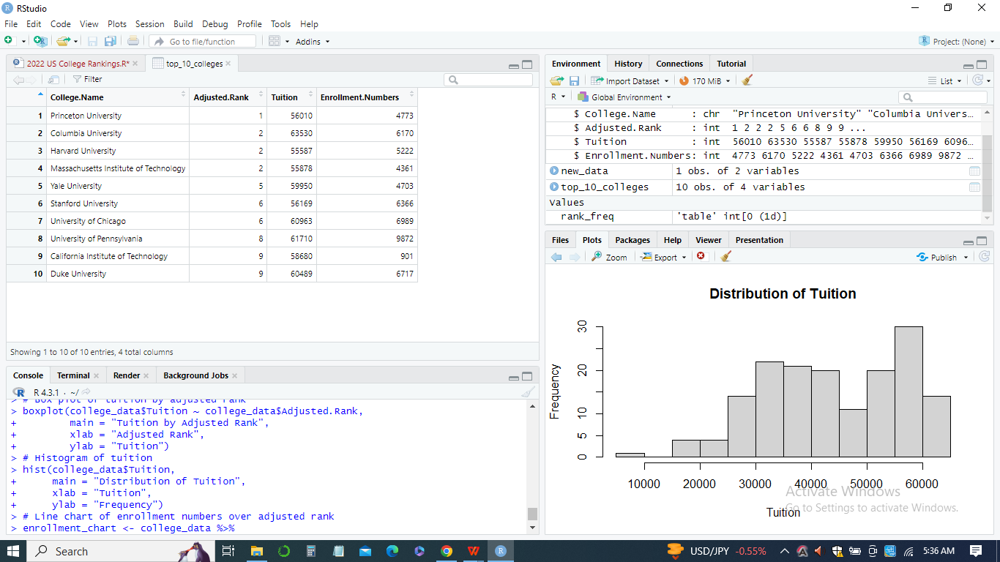 RStudio
File Edit Code View Plots Session Build Debug Profile Tools Help
Go to file/function Addins Project: (None)
2022 US College Rankings.R* top_10_colleges
Filter
College.Name Adjusted.Rank Tuition Enrollment.Numbers
1 Princeton University 1 56010 4773
2 Columbia University 2 63530 6170
3 Harvard University 2 55587 5222
4 Massachusetts Institute of Technology 2 55878 4361
5 Yale University 5 59950 4703
6 Stanford University 6 56169 6366
7 University of Chicago 6 60963 6989
8 University of Pennsylvania 8 61710 9872
9 California Institute of Technology 9 58680 901
10 Duke University 9 60489 6717
Showing 1 to 10 of 10 entries, 4 total columns
Console Terminal Render Background Jobs
R R 4.3.1 · ~/
> # Box plot of tuition by adjusted rank
> boxplot(college_data$Tuition ~ college_data$Adjusted.Rank,
+ main = "Tuition by Adjusted Rank",
+ xlab = "Adjusted Rank",
+ ylab = "Tuition")
> # Histogram of tuition
> hist(college_data$Tuition,
+ main = "Distribution of Tuition",
+ xlab = "Tuition",
+ ylab = "Frequency")
> # Line chart of enrollment numbers over adjusted rank
> enrollment_chart <- college_data %>%
Environment History Connections Tutorial
Import Dataset 170 MiB List
R Global Environment
$ College.Name : chr "Princeton University" "Columbia Univers...
$ Adjusted.Rank : int 1 2 2 2 5 6 6 8 9 9 ...
$ Tuition : int 56010 63530 55587 55878 59950 56169 6096...
$ Enrollment.Numbers: int 4773 6170 5222 4361 4703 6366 6989 9872 ...
new_data 1 obs. of 2 variables
top_10_colleges 10 obs. of 4 variables
Values
rank_freq 'table' int[0 (1d)]
Files Plots Packages Help Viewer Presentation
Zoom Export Publish
Distribution of Tuition
Frequency
30
20
10
5
0
10000 20000 30000 40000 50000 60000
Tuition
Activate Windows
Go to Settings to activate Windows.
Search USD/JPY -0.55% 5:36 AM